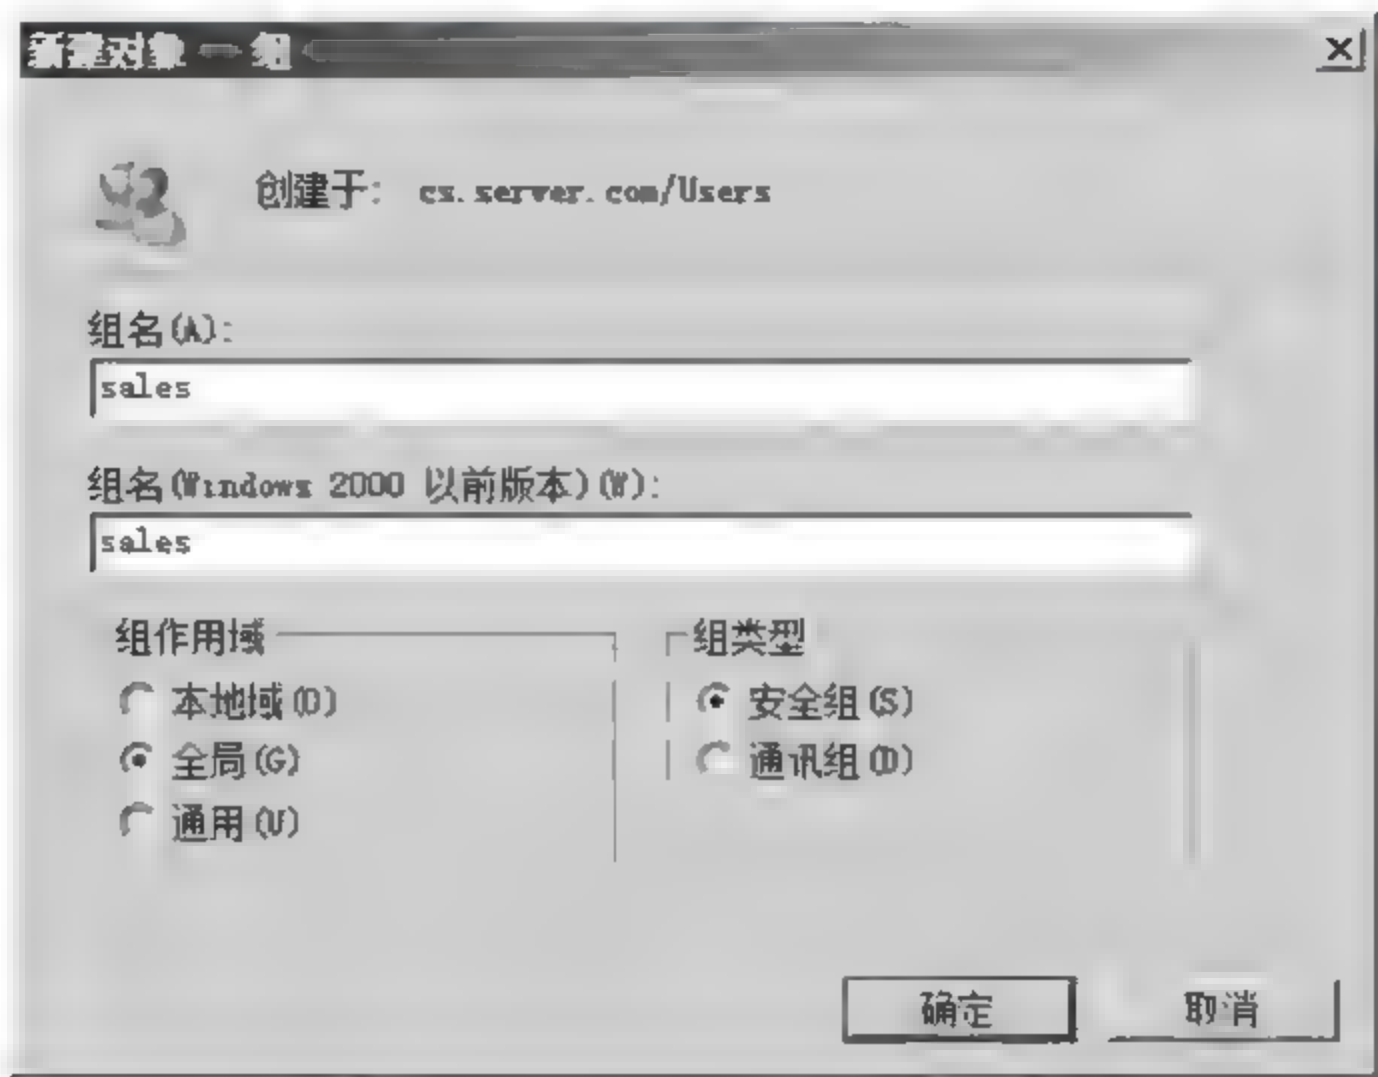 新建对象 - 组
创建于: cs.server.com/Users
组名(A):
sales
组名(Windows 2000 以前版本)(W):
sales
组作用域
本地域(O)
全局(G)
通用(U)
组类型
安全组(S)
通讯组(D)
确定
取消